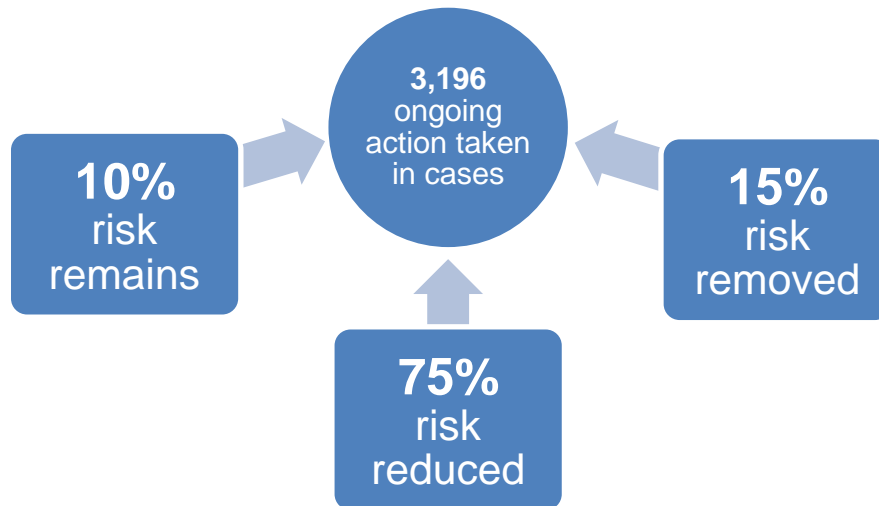 3,196
ongoing
action taken
in cases
10%
risk
remains
15%
risk
removed
75%
risk
reduced